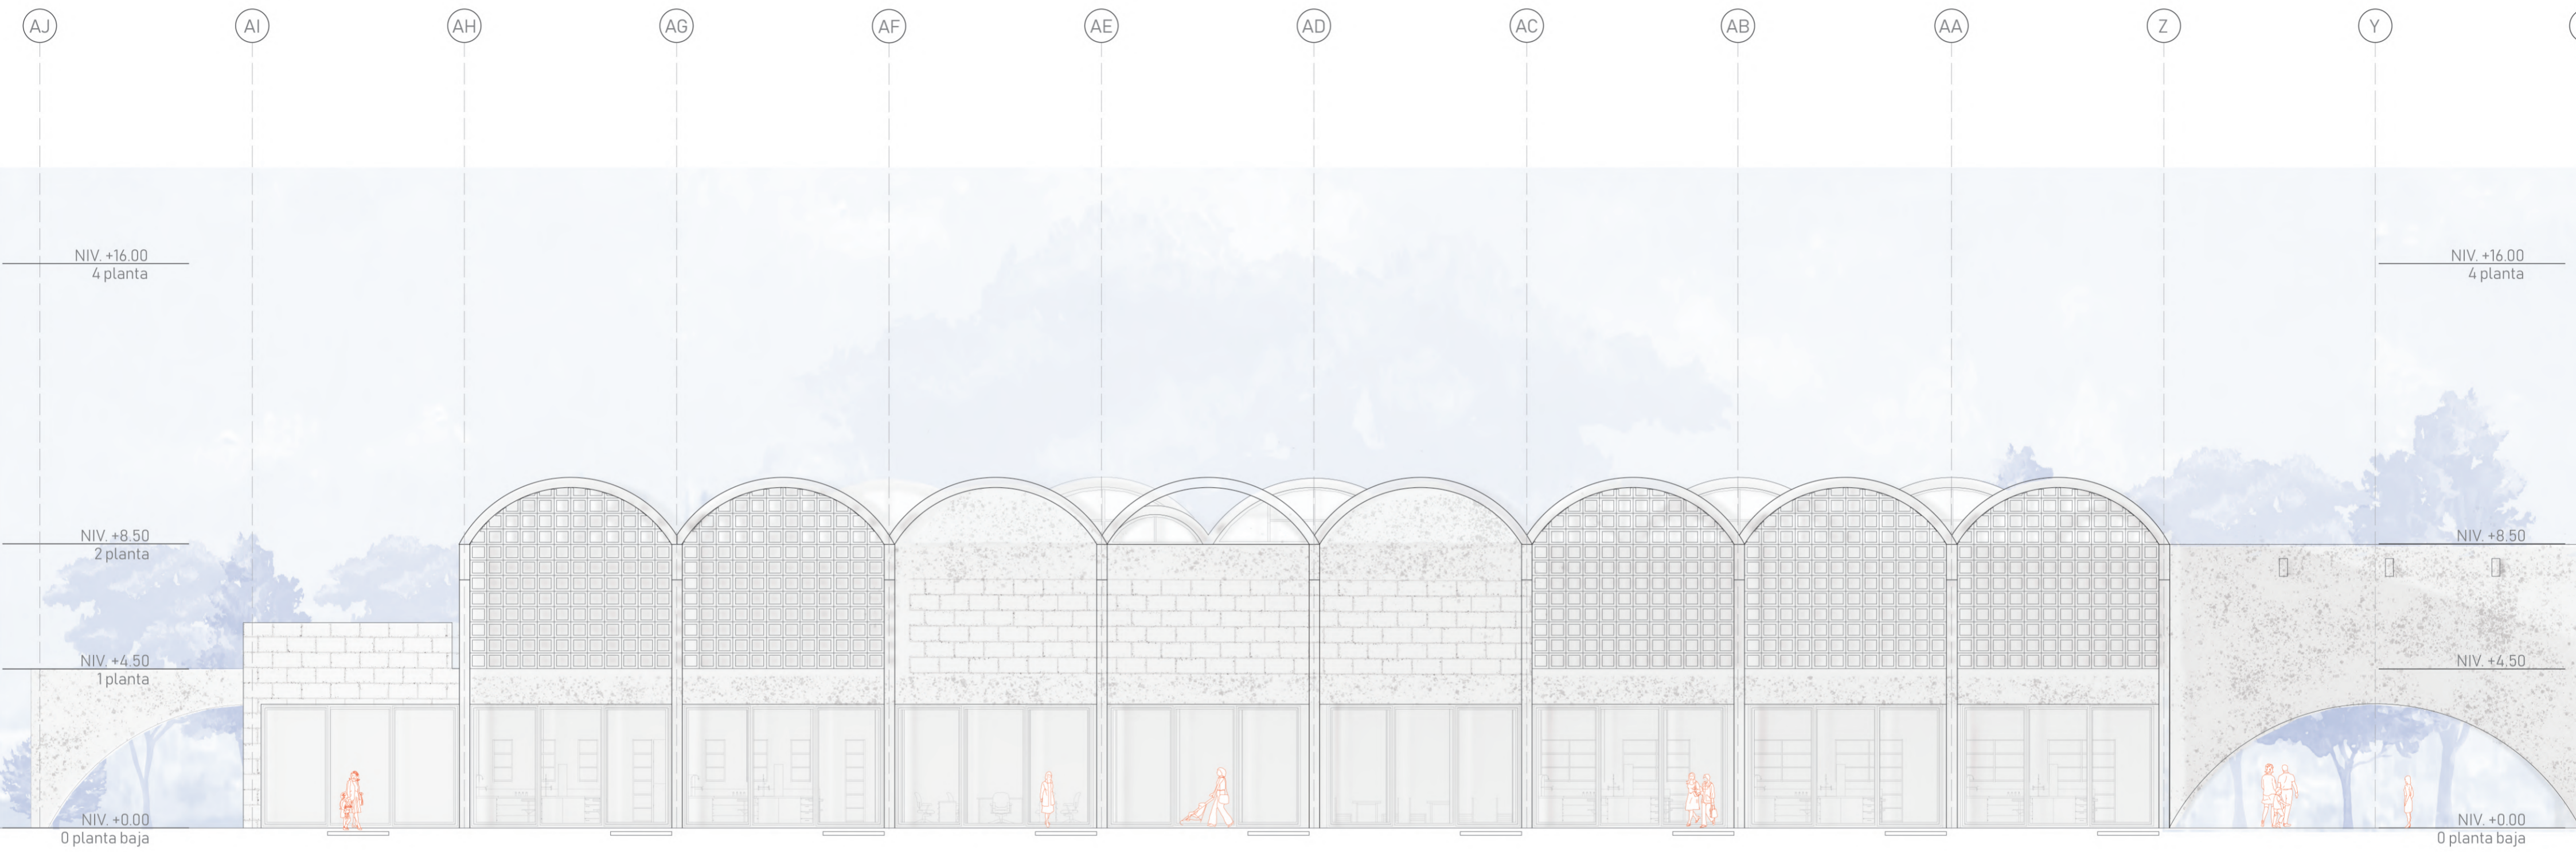 AJ AI AH AG AF AE AD AC AB AA Z Y
NIV. +16.00 NIV. +16.00
4 planta 4 planta
NIV. +8.50 NIV. +8.50
2 planta
NIV. +4.50 NIV. +4.50
1 planta
NIV. +0.00 NIV. +0.00
0 planta baja 0 planta baja